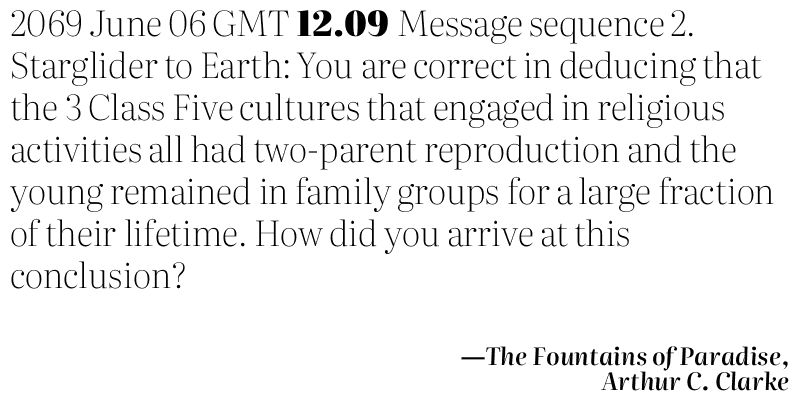 2069 June 06 GMT 12.09 Message sequence 2.
Starglider to Earth: You are correct in deducing that
the 3 Class Five cultures that engaged in religious
activities all had two-parent reproduction and the
young remained in family groups for a large fraction
of their lifetime. How did you arrive at this
conclusion?
—The Fountains of Paradise,
Arthur C. Clarke